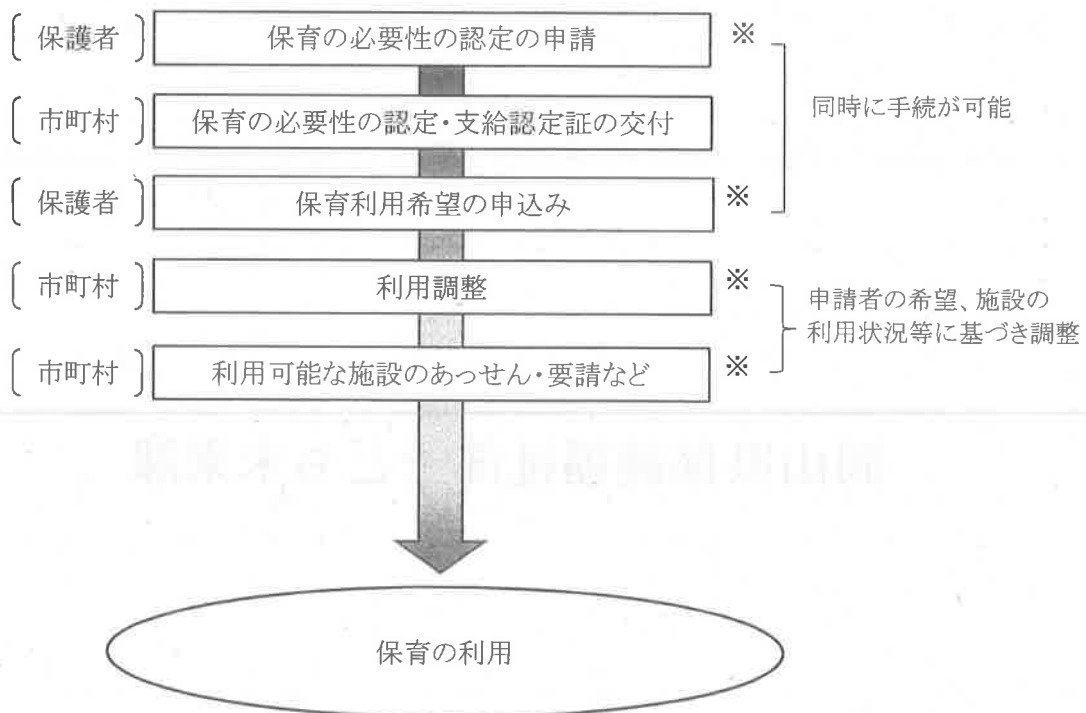 〔保護者〕 保育の必要性の認定の申請 ※
〔市町村〕 保育の必要性の認定・支給認定証の交付
同時に手続が可能
〔保護者〕 保育利用希望の申込み ※
〔市町村〕 利用調整 ※
申請者の希望、施設の
利用状況等に基づき調整
〔市町村〕 利用可能な施設のあっせん・要請など ※
保育の利用